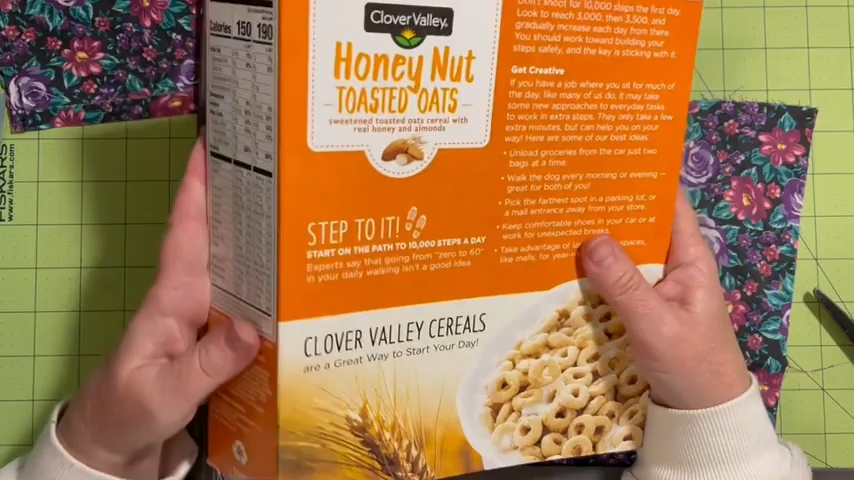 Calories 150 190
Clover Valley
Honey Nut
TOASTED OATS
sweetened toasted oats cereal with
real honey and almonds
STEP TO IT!
START ON THE PATH TO 10,000 STEPS A DAY
Experts say that going from "zero to 60"
in your daily walking isn't a good idea.
Don't shoot for 10,000 steps the first day.
Look to reach 3,000, then 3,500, and
gradually increase each day from there.
You should work toward building your
steps safely, and the key is sticking with it.
Get Creative
If you have a job where you sit for much of
the day, like many of us do, it may take
some new approaches to everyday tasks
to work in extra steps. They only take a few
extra minutes, but can help you on your
way! Here are some of our best ideas:
• Unload groceries from the car just two
bags at a time.
• Walk the dog every morning or evening –
great for both of you!
• Pick the farthest spot in a parking lot, or
a mall entrance away from your store.
• Keep comfortable shoes in your car or at
work for unexpected breaks.
• Take advantage of spaces,
like malls, for year
CLOVER VALLEY CEREALS
are a Great Way to Start Your Day!
FISKARS
www.fiskars